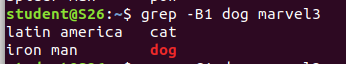 student@S26:~$ grep -B1 dog marvel3
latin america   cat
iron man        dog